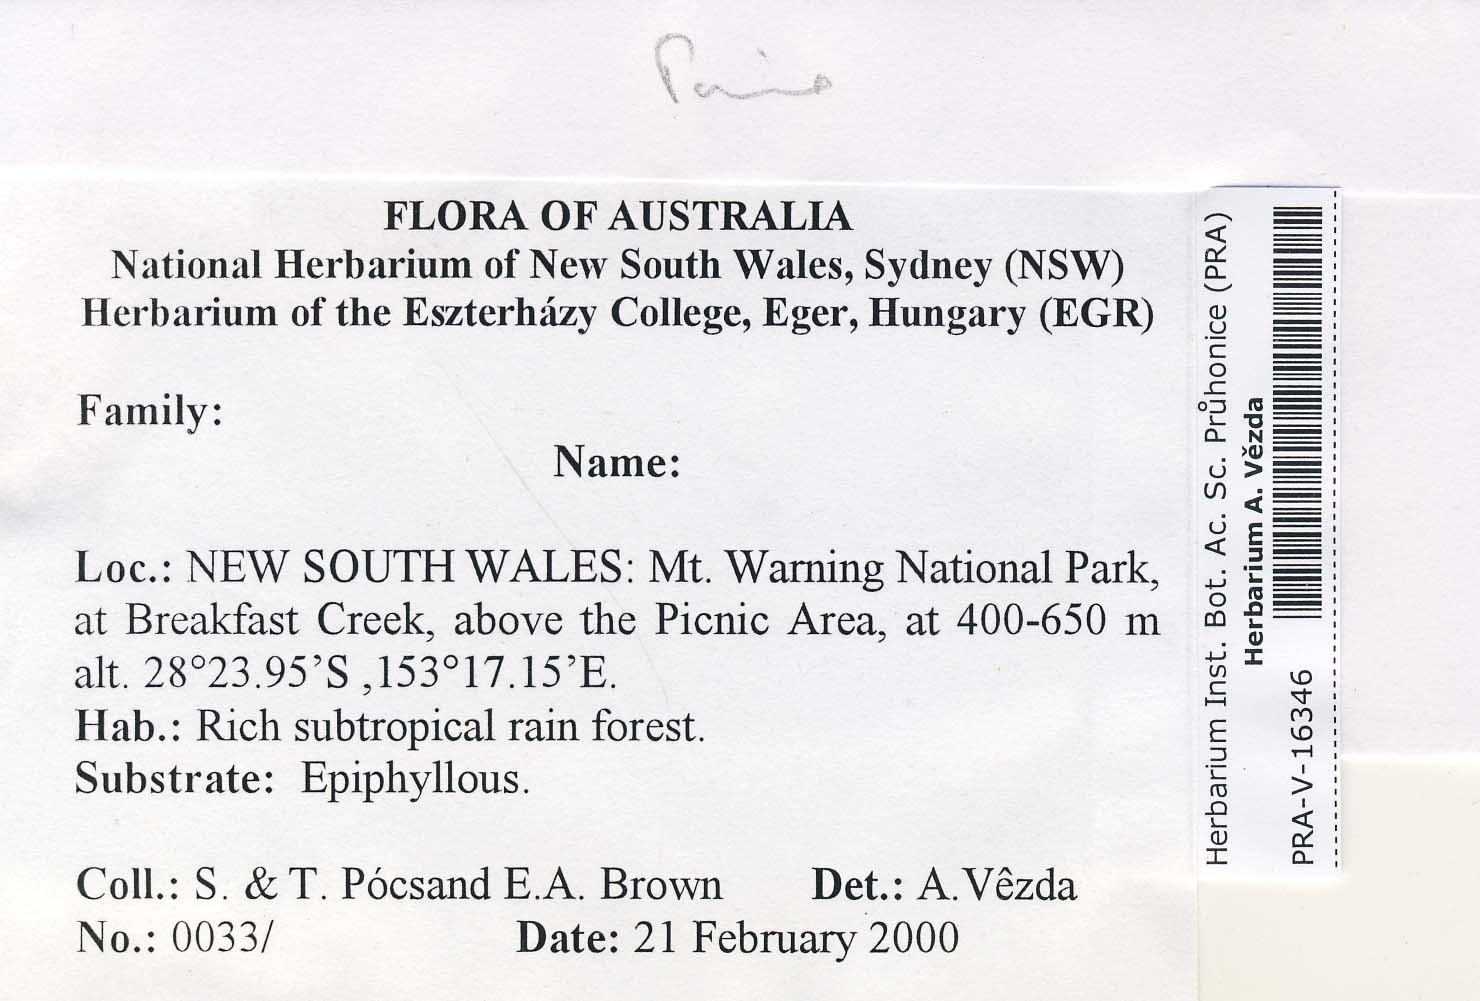 FLORA OF AUSTRALIA
National Herbarium of New South Wales, Sydney (NSW)
Herbarium of the Eszterházy College, Eger, Hungary (EGR)
Family:
Name:
Loc.: NEW SOUTH WALES: Mt. Warning National Park,
at Breakfast Creek, above the Picnic Area, at 400-650 m
alt. 28°23.95’S ,153°17.15’E.
Hab.: Rich subtropical rain forest.
Substrate: Epiphyllous.
Coll.: S. & T. Pócsand E.A. Brown Det.: A.Vêzda
No.: 0033/ Date: 21 February 2000
Herbarium Inst. Bot. Ac. Sc. Průhonice (PRA)
Herbarium A. Vězda
PRA-V-16346